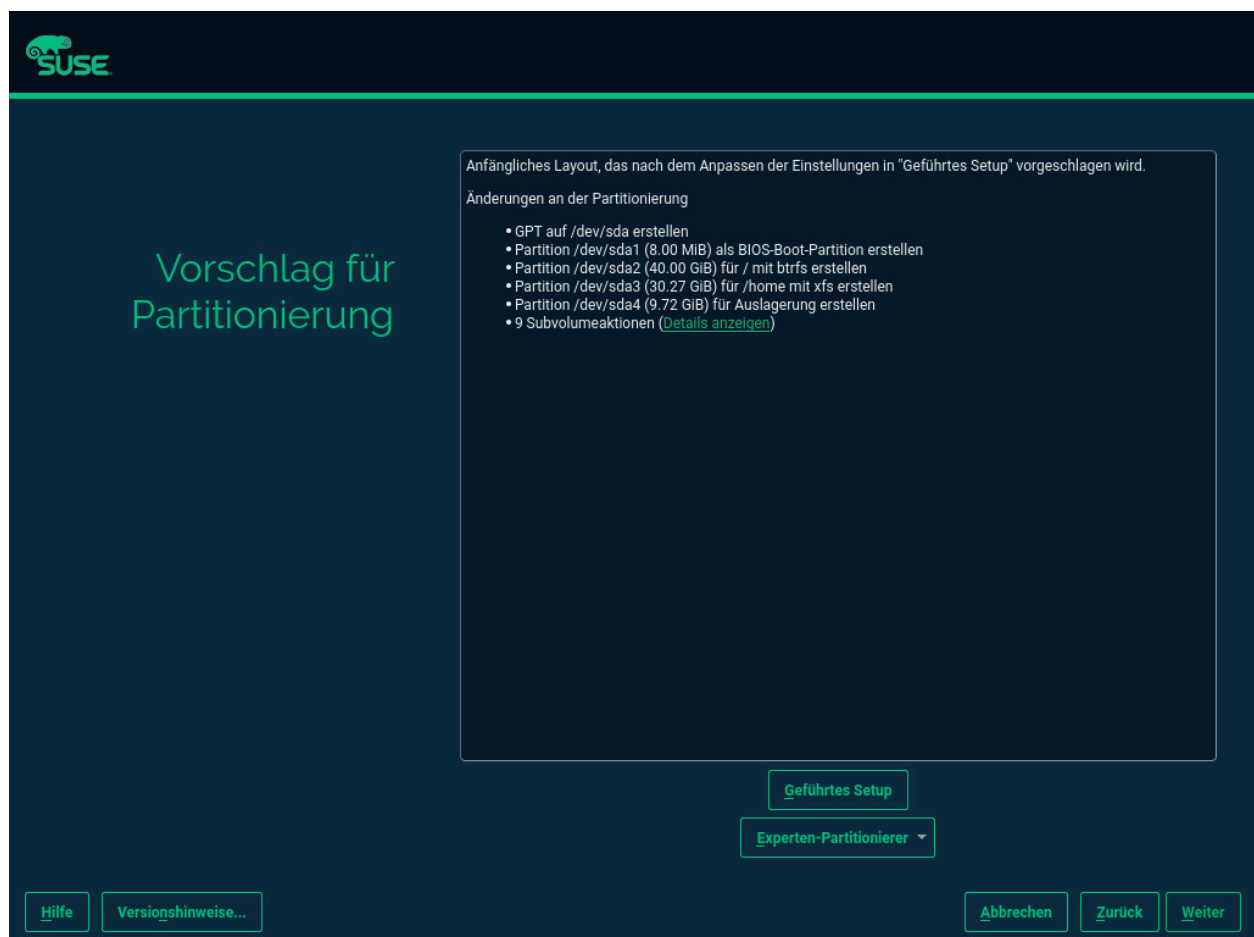 SUSE
Vorschlag für
Partitionierung
Anfängliches Layout, das nach dem Anpassen der Einstellungen in "Geführtes Setup" vorgeschlagen wird.
Änderungen an der Partitionierung
• GPT auf /dev/sda erstellen
• Partition /dev/sda1 (8.00 MiB) als BIOS-Boot-Partition erstellen
• Partition /dev/sda2 (40.00 GiB) für / mit btrfs erstellen
• Partition /dev/sda3 (30.27 GiB) für /home mit xfs erstellen
• Partition /dev/sda4 (9.72 GiB) für Auslagerung erstellen
• 9 Subvolumeaktionen (Details anzeigen)
Geführtes Setup
Experten-Partitionierer
Hilfe
Versionshinweise...
Abbrechen
Zurück
Weiter